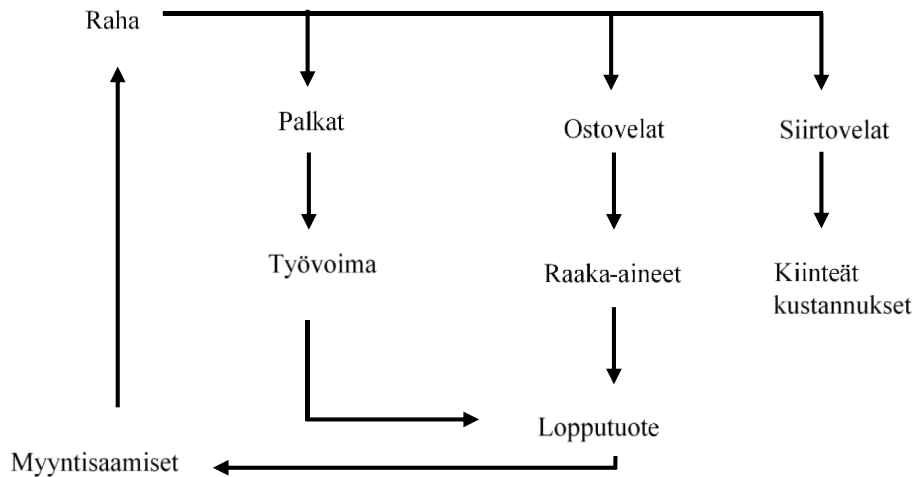 Raha
Palkat
Ostovelat
Siirtovelat
Työvoima
Raaka-aineet
Kiinteät
kustannukset
Lopputuote
Myyntisaamiset